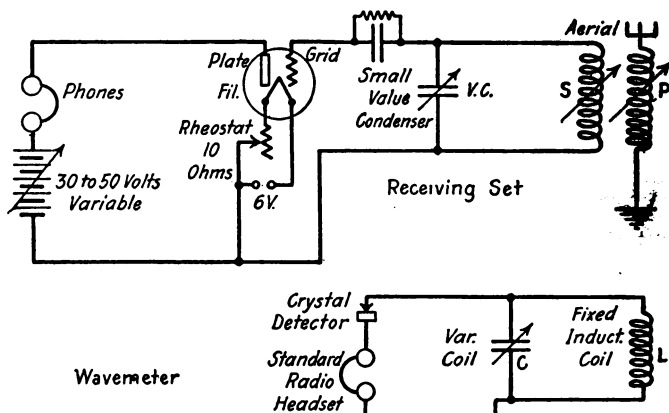 Aerial
Plate
Grid
Phones
Fil.
Small
Value
Condenser
V.C.
S
P
Rheostat
10
Ohms
30 to 50 Volts
Variable
6V.
Receiving Set
Crystal
Detector
Var.
Coil
C
Fixed
Induct.
Coil
L
Standard
Radio
Headset
Wavemeter